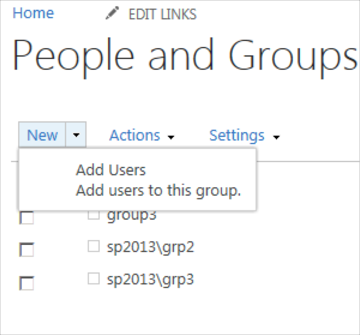 Home EDIT LINKS
People and Groups
New Actions Settings
Add Users
Add users to this group.
group3
sp2013\grp2
sp2013\grp3